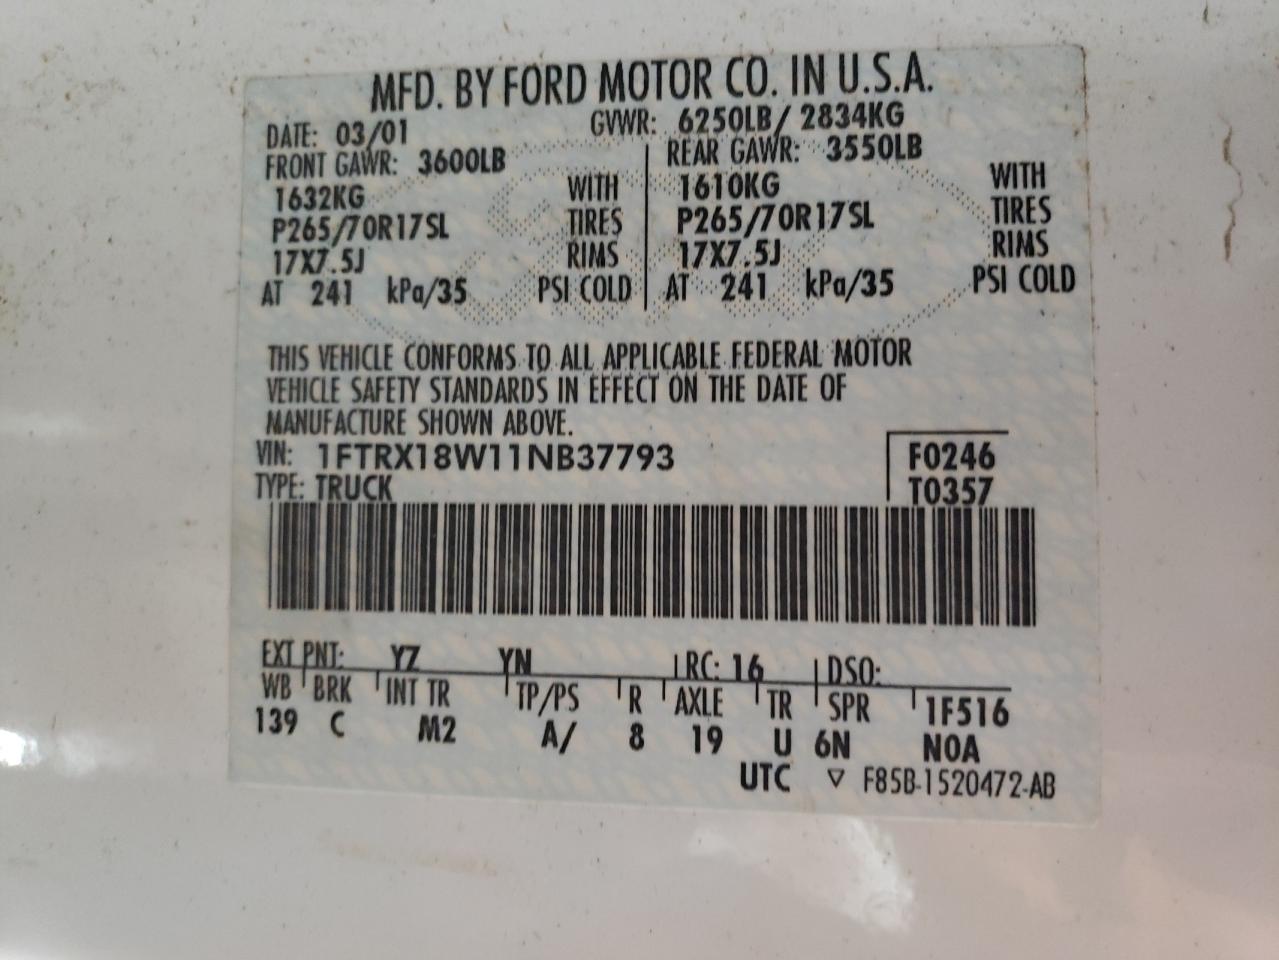 MFD. BY FORD MOTOR CO. IN U.S.A.
DATE: 03/01 GVWR: 6250LB/ 2834KG
FRONT GAWR: 3600LB REAR GAWR: 3550LB
1632KG WITH 1610KG WITH
P265/70R17SL TIRES P265/70R17SL TIRES
17X7.5J RIMS 17X7.5J RIMS
AT 241 kPa/35 PSI COLD AT 241 kPa/35 PSI COLD
THIS VEHICLE CONFORMS TO ALL APPLICABLE FEDERAL MOTOR
VEHICLE SAFETY STANDARDS IN EFFECT ON THE DATE OF
MANUFACTURE SHOWN ABOVE.
VIN: 1FTRX18W11NB37793 F0246
TYPE: TRUCK T0357
EXT PNT: YZ YN RC: 16 DSO:
WB BRK INT TR TP/PS R AXLE TR SPR 1F516
139 C M2 A/ 8 19 U 6N NOA
UTC ▽ F85B-1520472-AB